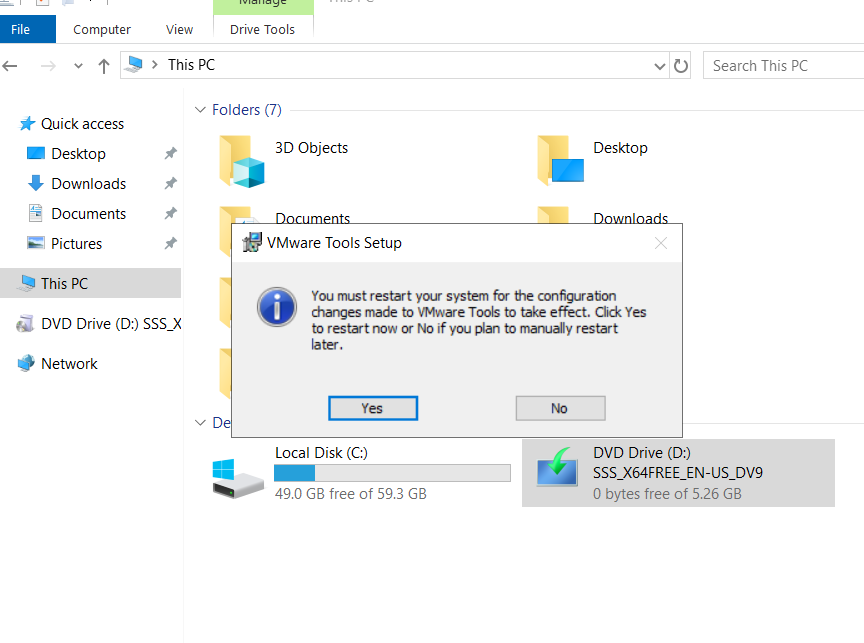 Manage
File
Computer
View
Drive Tools
This PC
Search This PC
Quick access
Desktop
Downloads
Documents
Pictures
This PC
DVD Drive (D:) SSS_X
Network
Folders (7)
3D Objects
Desktop
Documents
Downloads
VMware Tools Setup
You must restart your system for the configuration
changes made to VMware Tools to take effect. Click Yes
to restart now or No if you plan to manually restart
later.
Yes
No
De
Local Disk (C:)
49.0 GB free of 59.3 GB
DVD Drive (D:)
SSS_X64FREE_EN-US_DV9
0 bytes free of 5.26 GB